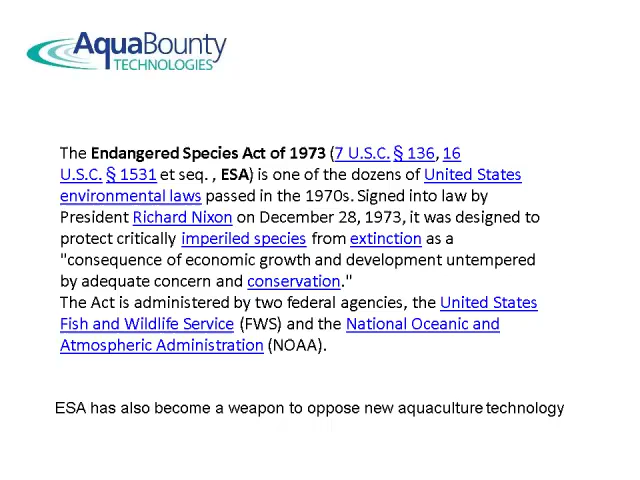 AquaBounty
TECHNOLOGIES
The Endangered Species Act of 1973 (7 U.S.C. § 136, 16
U.S.C. § 1531 et seq. , ESA) is one of the dozens of United States
environmental laws passed in the 1970s. Signed into law by
President Richard Nixon on December 28, 1973, it was designed to
protect critically imperiled species from extinction as a
"consequence of economic growth and development untempered
by adequate concern and conservation."
The Act is administered by two federal agencies, the United States
Fish and Wildlife Service (FWS) and the National Oceanic and
Atmospheric Administration (NOAA).
ESA has also become a weapon to oppose new aquaculture technology